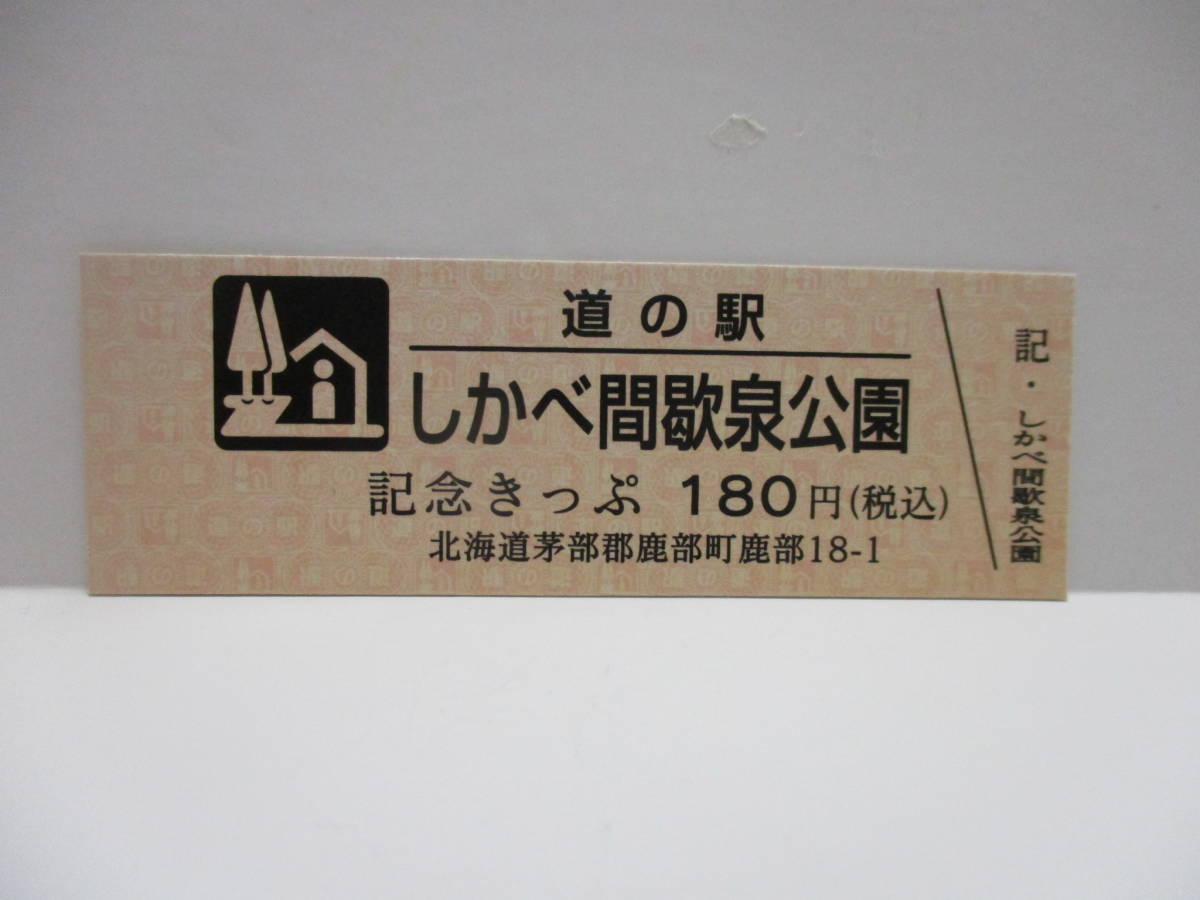 道の駅
しかべ間歇泉公園
記念きっぷ 180円(税込)
北海道茅部郡鹿部町鹿部18-1
記・しかべ間歇泉公園